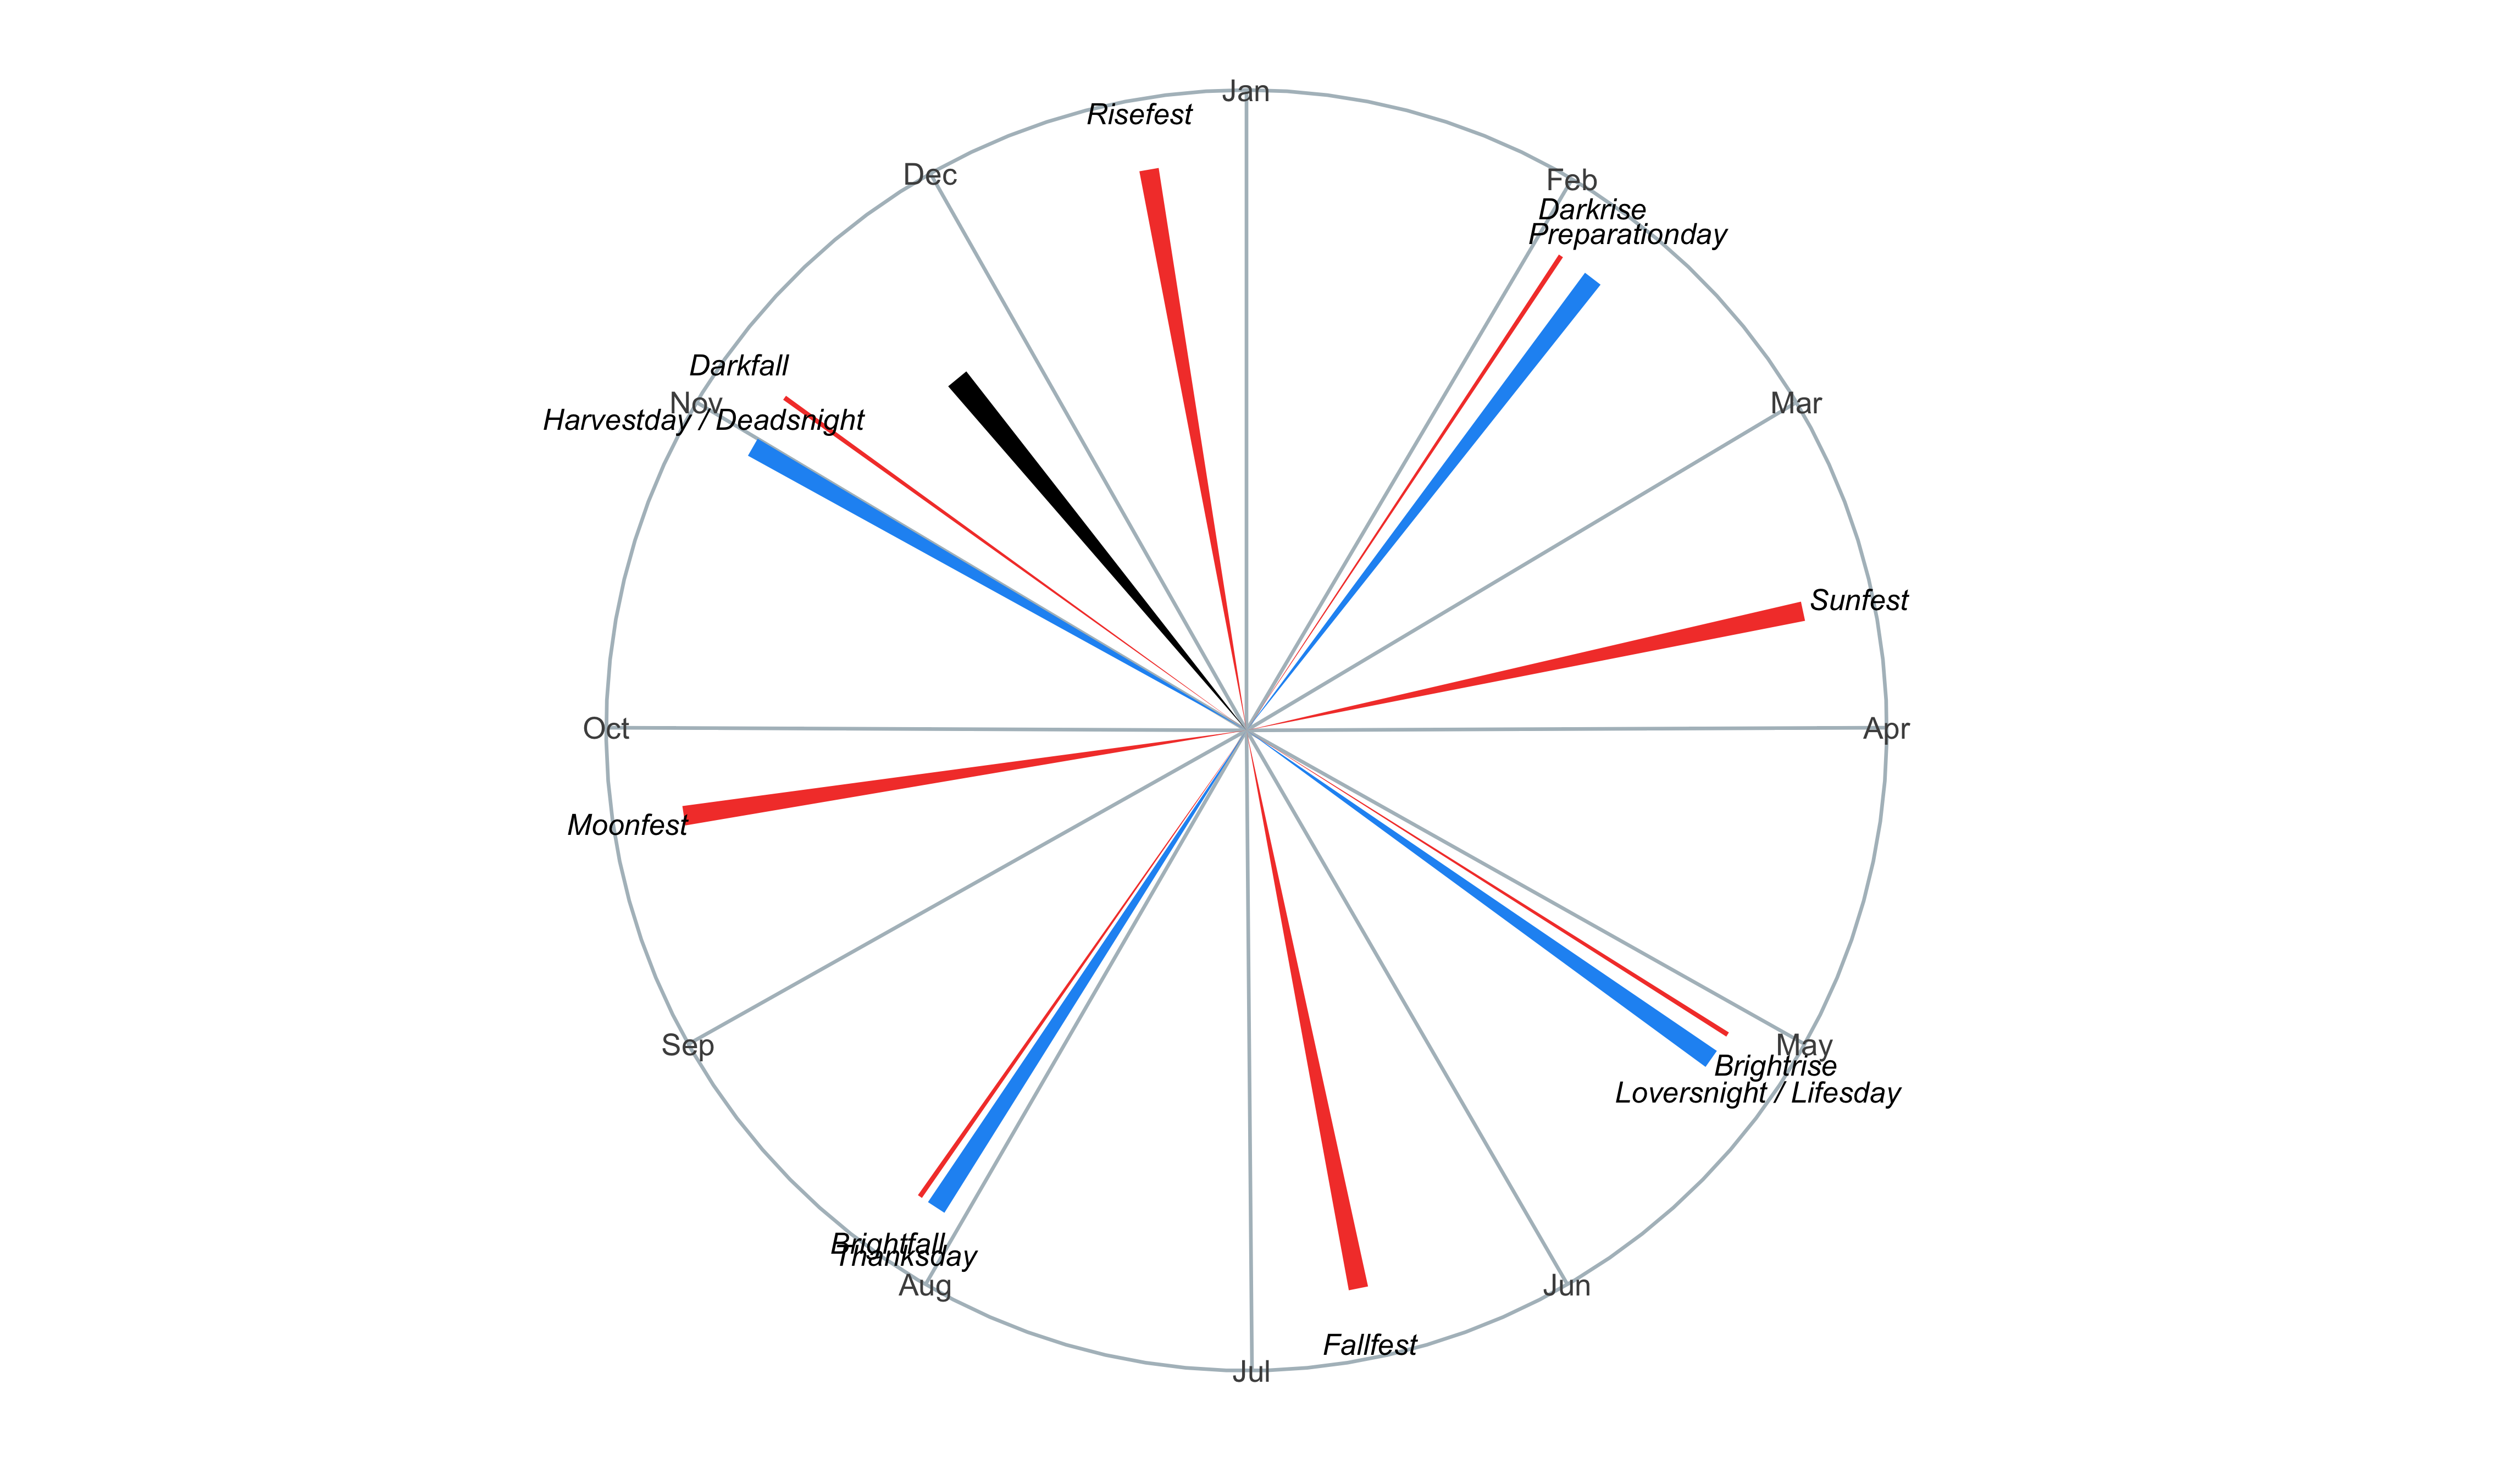 Jan
Risefest
Dec
Feb
Darkrise
Preparationday
Darkfall
Nov
Mar
Harvestday / Deadsnight
Sunfest
Oct
Apr
Moonfest
Sep
May
Brightrise
Loversnight / Lifesday
Brightfall
Thanksday
Aug
Jun
Fallfest
Jul